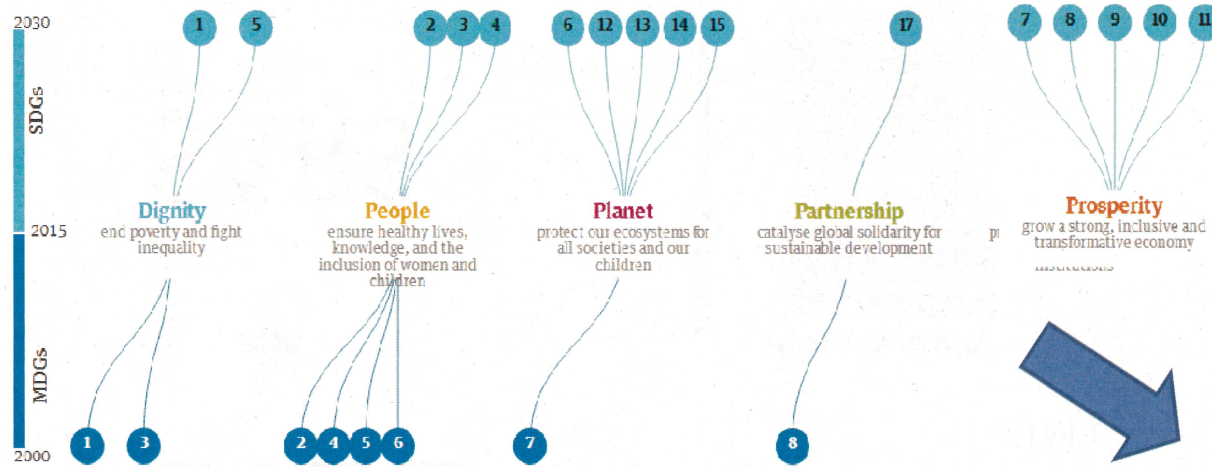 2030
1 5
2 3 4
6 12 13 14 15
17
7 8 9 10 11
SDGs
2015
Dignity
end poverty and fight
inequality
People
ensure healthy lives,
knowledge, and the
inclusion of women and
children
Planet
protect our ecosystems for
all societies and our
children
Partnership
catalyse global solidarity for
sustainable development
Prosperity
grow a strong, inclusive and
transformative economy
MDGs
1 3
2 4 5 6
7
8
2000